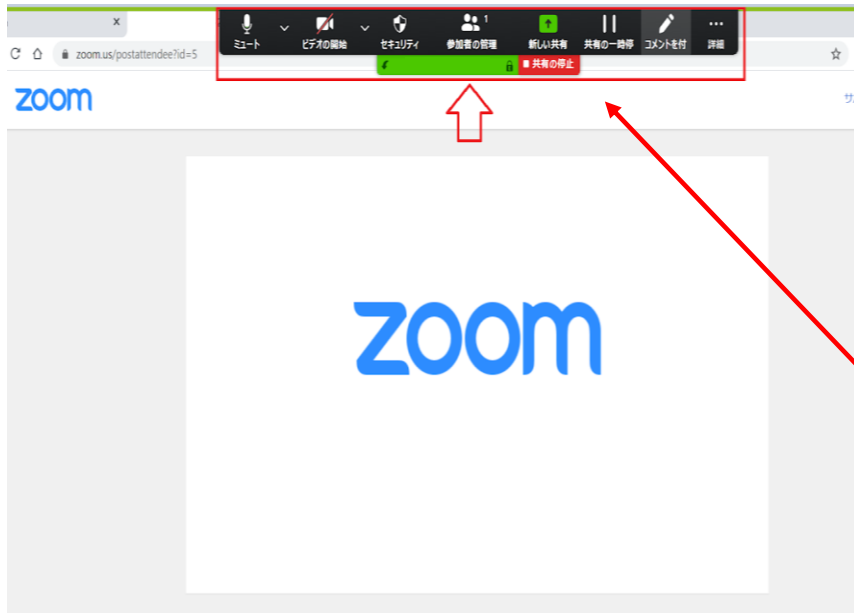 x
zoom.us/postattendee?id=5
ミュート
ビデオの開始
セキュリティ
1
参加者の管理
新しい共有
共有の一時停
コメントを付
詳細
共有の停止
zoom
サ
zoom